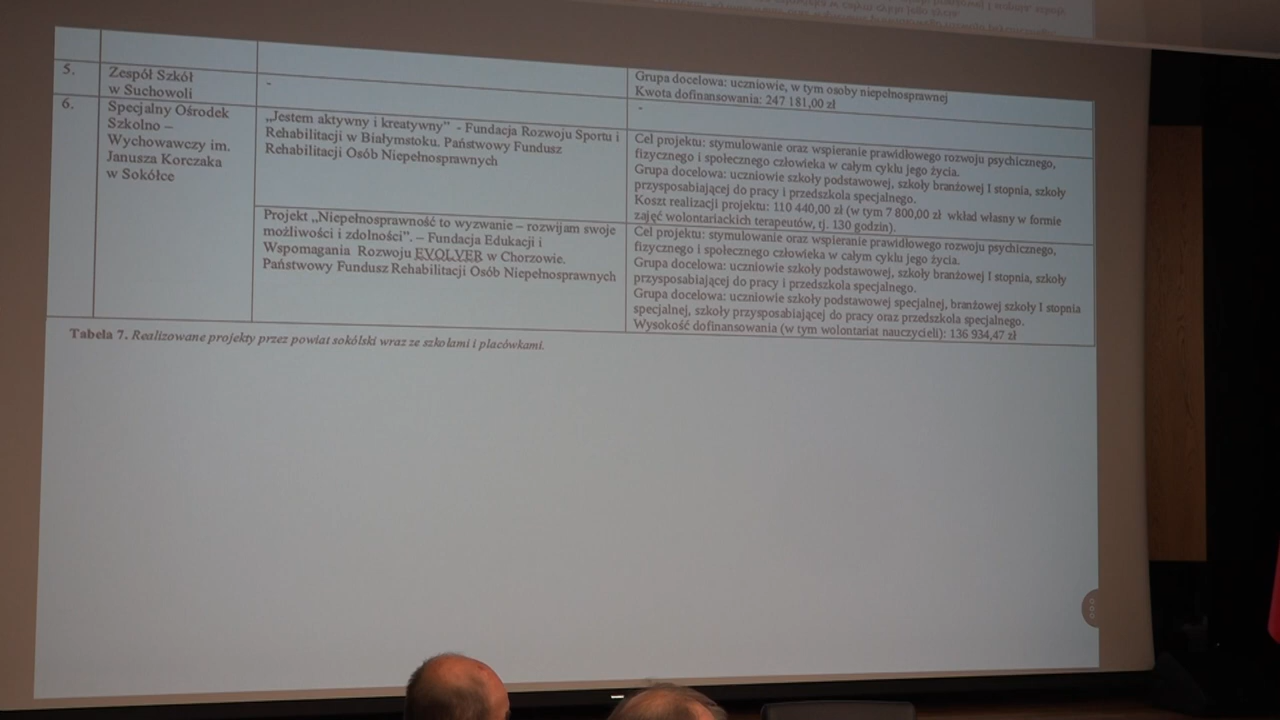 Grupa docelowa: uczniowie, w tym osoby niepełnosprawnej
Kwota dofinansowania: 247 181,00 zł
5.
Zespół Szkół
w Suchowoli
-
-
6.
Specjalny Ośrodek
Szkolno –
Wychowawczy im.
Janusza Korczaka
w Sokółce
„Jestem aktywny i kreatywny” - Fundacja Rozwoju Sportu i
Rehabilitacji w Białymstoku. Państwowy Fundusz
Rehabilitacji Osób Niepełnosprawnych
Cel projektu: stymulowanie oraz wspieranie prawidłowego rozwoju psychicznego,
fizycznego i społecznego człowieka w całym cyklu jego życia.
Grupa docelowa: uczniowie szkoły podstawowej, szkoły branżowej I stopnia, szkoły
przysposabiającej do pracy i przedszkola specjalnego.
Koszt realizacji projektu: 110 440,00 zł (w tym 7 800,00 zł wkład własny w formie
zajęć wolontariackich terapeutów, tj. 130 godzin).
Projekt „Niepełnosprawność to wyzwanie – rozwijam swoje
możliwości i zdolności”. – Fundacja Edukacji i
Wspomagania Rozwoju EVOLVER w Chorzowie.
Państwowy Fundusz Rehabilitacji Osób Niepełnosprawnych
Cel projektu: stymulowanie oraz wspieranie prawidłowego rozwoju psychicznego,
fizycznego i społecznego człowieka w całym cyklu jego życia.
Grupa docelowa: uczniowie szkoły podstawowej, szkoły branżowej I stopnia, szkoły
przysposabiającej do pracy i przedszkola specjalnego.
Grupa docelowa: uczniowie szkoły podstawowej specjalnej, branżowej szkoły I stopnia
specjalnej, szkoły przysposabiającej do pracy oraz przedszkola specjalnego.
Wysokość dofinansowania (w tym wolontariat nauczycieli): 136 934,47 zł
Tabela 7. Realizowane projekty przez powiat sokólski wraz ze szkołami i placówkami.